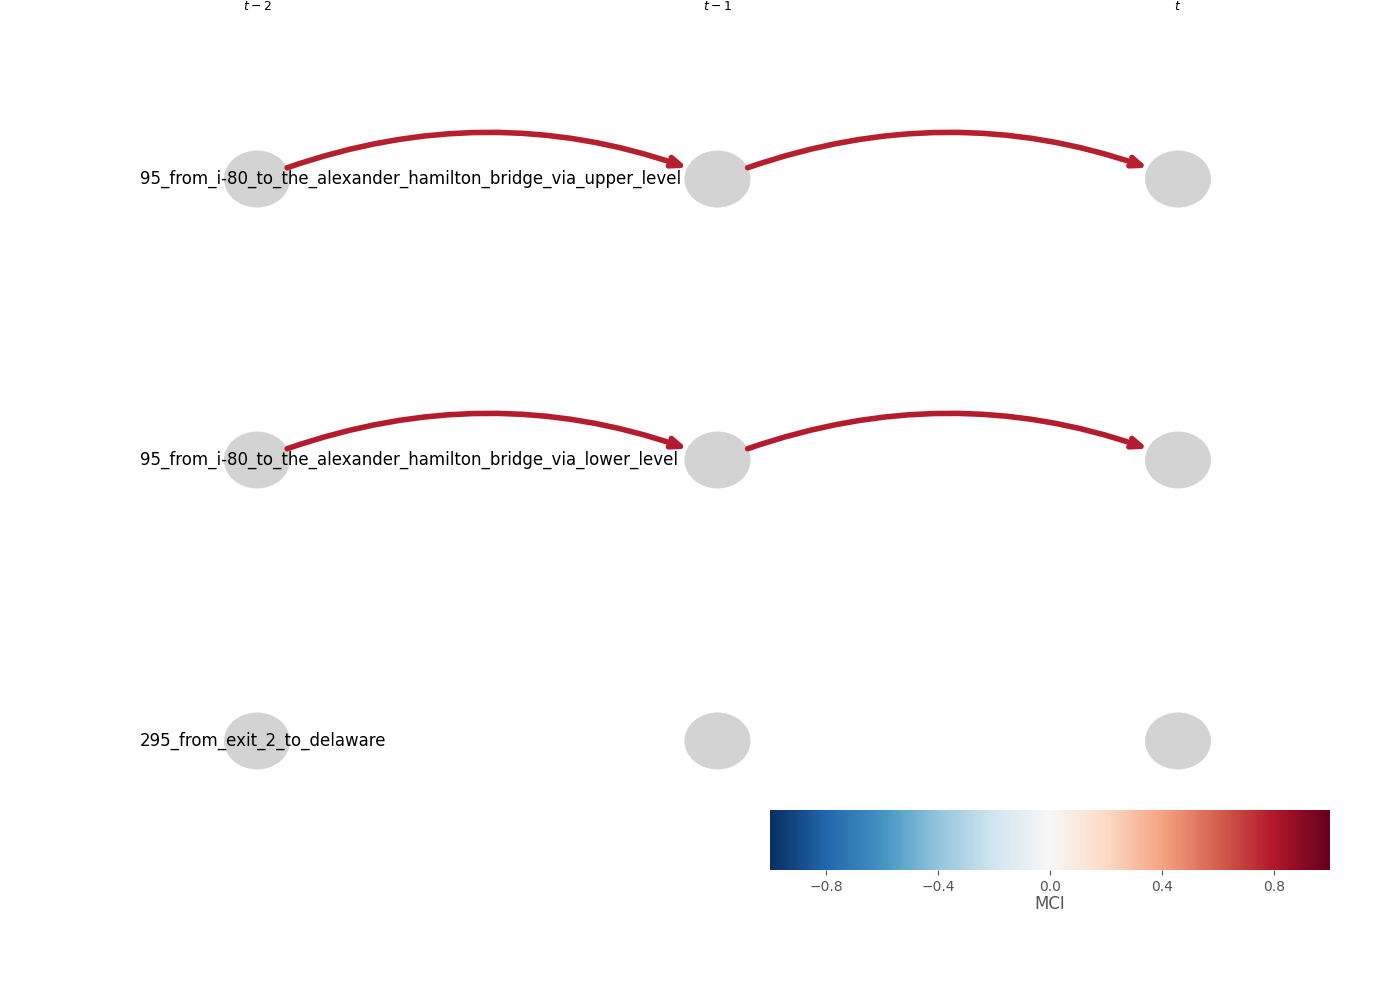 t − 2 t − 1 t
95_from_i-80_to_the_alexander_hamilton_bridge_via_upper_level
95_from_i-80_to_the_alexander_hamilton_bridge_via_lower_level
295_from_exit_2_to_delaware
−0.8 −0.4 0.0 0.4 0.8
MCI